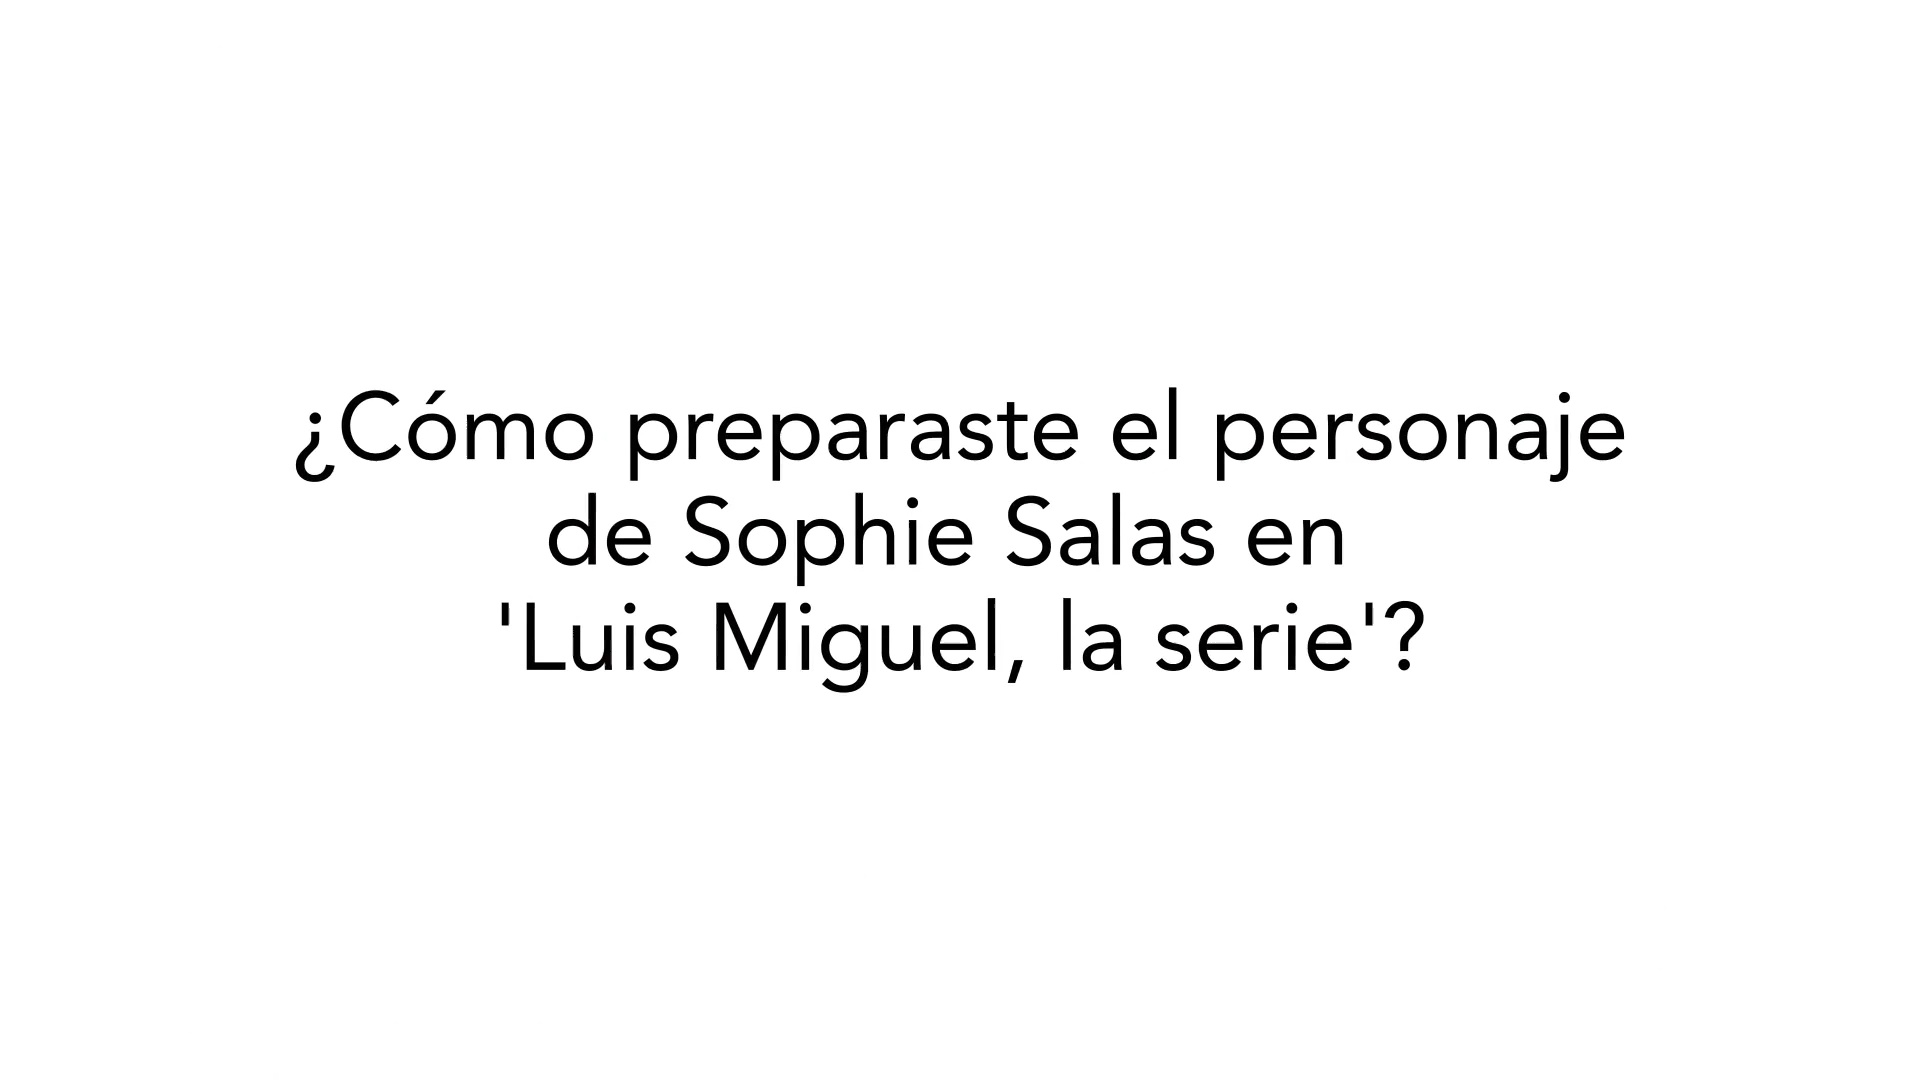 ¿Cómo preparaste el personaje
de Sophie Salas en
'Luis Miguel, la serie'?